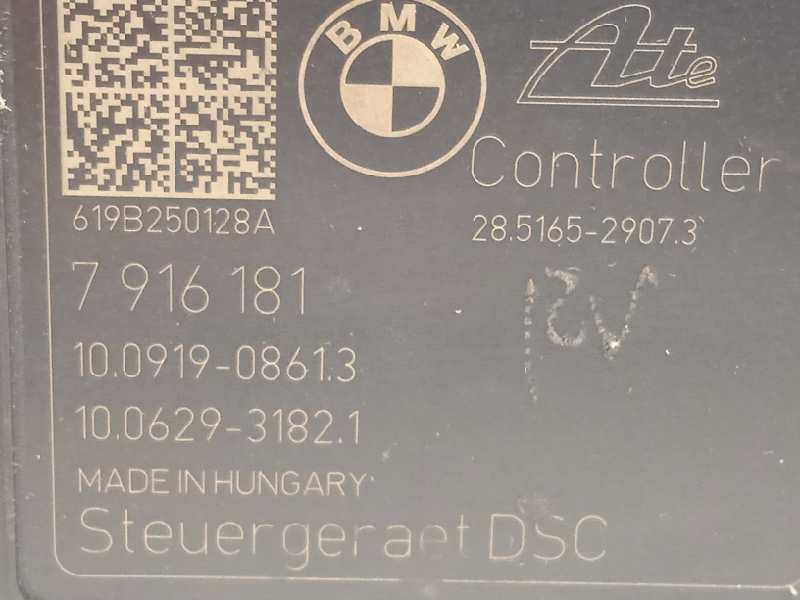 BMW
Ate
Controller
619B250128A
28.5165-2907.3
7 916 181
10.0919-0861.3
10.0629-3182.1
MADE IN HUNGARY
Steuergeraet DSC